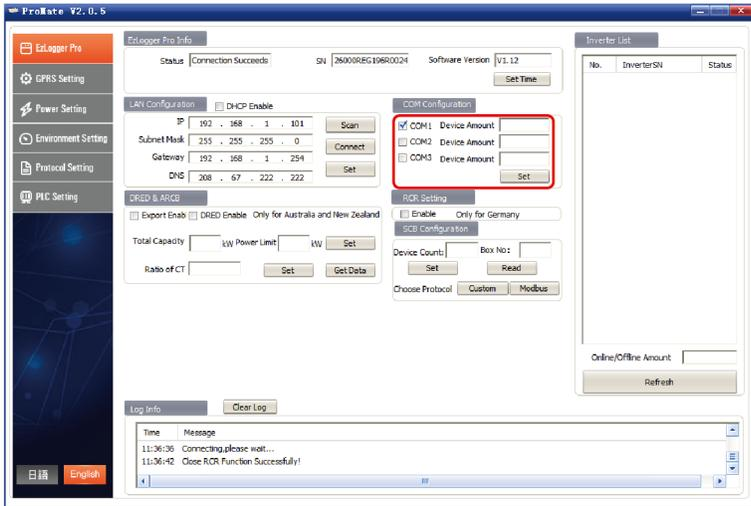 ProMate V2.0.5
EzLogger Pro
GPRS Setting
Power Setting
Environment Setting
Protocol Setting
PLC Setting
日語
English
EzLogger Pro Info
Status Connection Succeeds SN 26000REG196R0024 Software Version V1.12
Set Time
LAN Configuration DHCP Enable
IP 192 . 168 . 1 . 101 Scan
Subnet Mask 255 . 255 . 255 . 0 Connect
Gateway 192 . 168 . 1 . 254
DNS 208 . 67 . 222 . 222 Set
COM Configuration
COM1 Device Amount
COM2 Device Amount
COM3 Device Amount
Set
DRED & ARCB
Export Enab DRED Enable Only for Australia and New Zealand
Total Capacity kW Power Limit kW Set
Ratio of CT Set Get Data
RCR Setting
Enable Only for Germany
SCB Configuration
Device Count: Box No:
Set Read
Choose Protocol Custom Modbus
Inverter List
No. InverterSN Status
Online/Offline Amount
Refresh
Log Info Clear Log
Time Message
11:36:36 Connecting,please wait...
11:36:42 Close RCR Function Successfully!